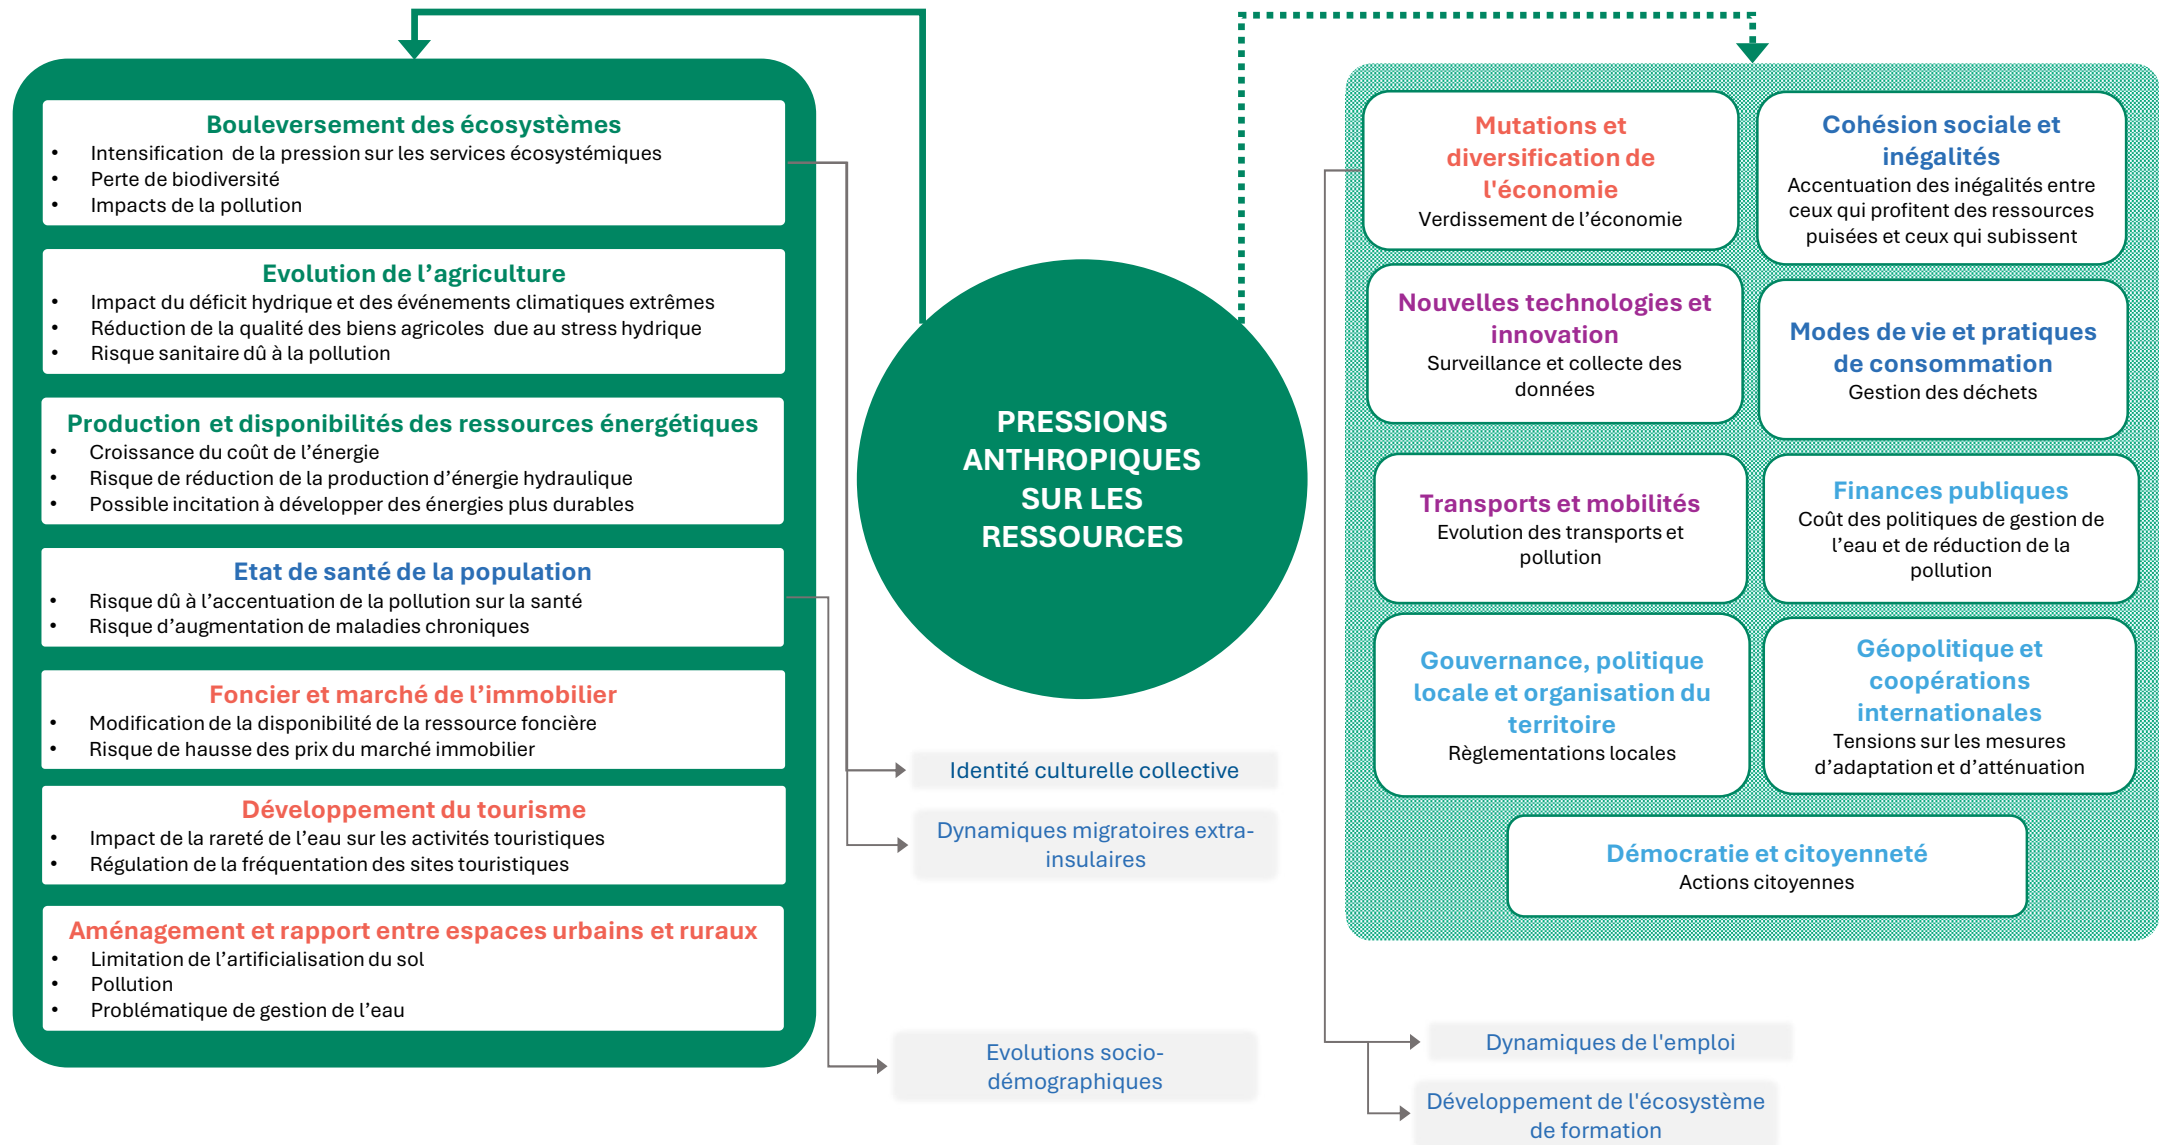 Bouleversement des écosystèmes
• Intensification de la pression sur les services écosystémiques
• Perte de biodiversité
• Impacts de la pollution
Evolution de l’agriculture
• Impact du déficit hydrique et des événements climatiques extrêmes
• Réduction de la qualité des biens agricoles due au stress hydrique
• Risque sanitaire dû à la pollution
Production et disponibilités des ressources énergétiques
• Croissance du coût de l’énergie
• Risque de réduction de la production d’énergie hydraulique
• Possible incitation à développer des énergies plus durables
Etat de santé de la population
• Risque dû à l’accentuation de la pollution sur la santé
• Risque d’augmentation de maladies chroniques
Foncier et marché de l’immobilier
• Modification de la disponibilité de la ressource foncière
• Risque de hausse des prix du marché immobilier
Développement du tourisme
• Impact de la rareté de l’eau sur les activités touristiques
• Régulation de la fréquentation des sites touristiques
Aménagement et rapport entre espaces urbains et ruraux
• Limitation de l’artificialisation du sol
• Pollution
• Problématique de gestion de l’eau
PRESSIONS
ANTHROPIQUES
SUR LES
RESSOURCES
Identité culturelle collective
Dynamiques migratoires extra-
insulaires
Evolutions socio-
démographiques
Mutations et
diversification de
l'économie
Verdissement de l’économie
Cohésion sociale et
inégalités
Accentuation des inégalités entre
ceux qui profitent des ressources
puisées et ceux qui subissent
Nouvelles technologies et
innovation
Surveillance et collecte des
données
Modes de vie et pratiques
de consommation
Gestion des déchets
Transports et mobilités
Evolution des transports et
pollution
Finances publiques
Coût des politiques de gestion de
l’eau et de réduction de la
pollution
Gouvernance, politique
locale et organisation du
territoire
Règlementations locales
Géopolitique et
coopérations
internationales
Tensions sur les mesures
d’adaptation et d’atténuation
Démocratie et citoyenneté
Actions citoyennes
Dynamiques de l'emploi
Développement de l'écosystème
de formation